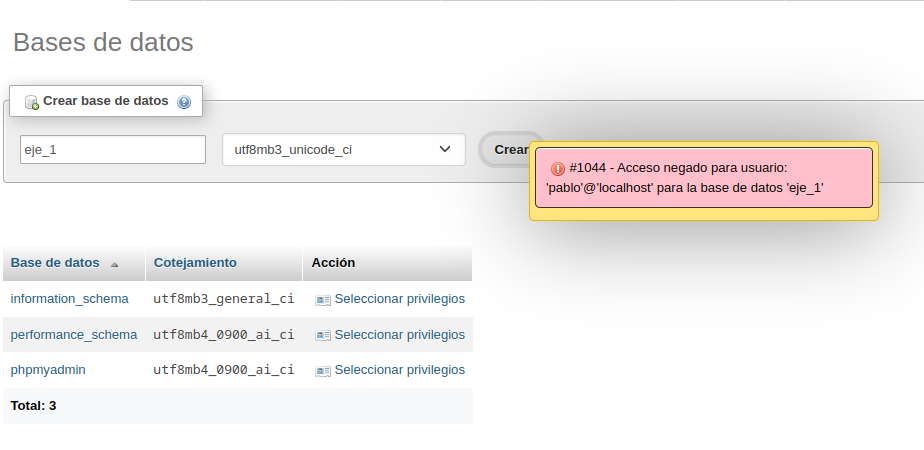 Bases de datos
Crear base de datos
eje_1
utf8mb3_unicode_ci
Crear
#1044 - Acceso negado para usuario:
'pablo'@'localhost' para la base de datos 'eje_1'
Base de datos Cotejamiento Acción
information_schema utf8mb3_general_ci Seleccionar privilegios
performance_schema utf8mb4_0900_ai_ci Seleccionar privilegios
phpmyadmin utf8mb4_0900_ai_ci Seleccionar privilegios
Total: 3